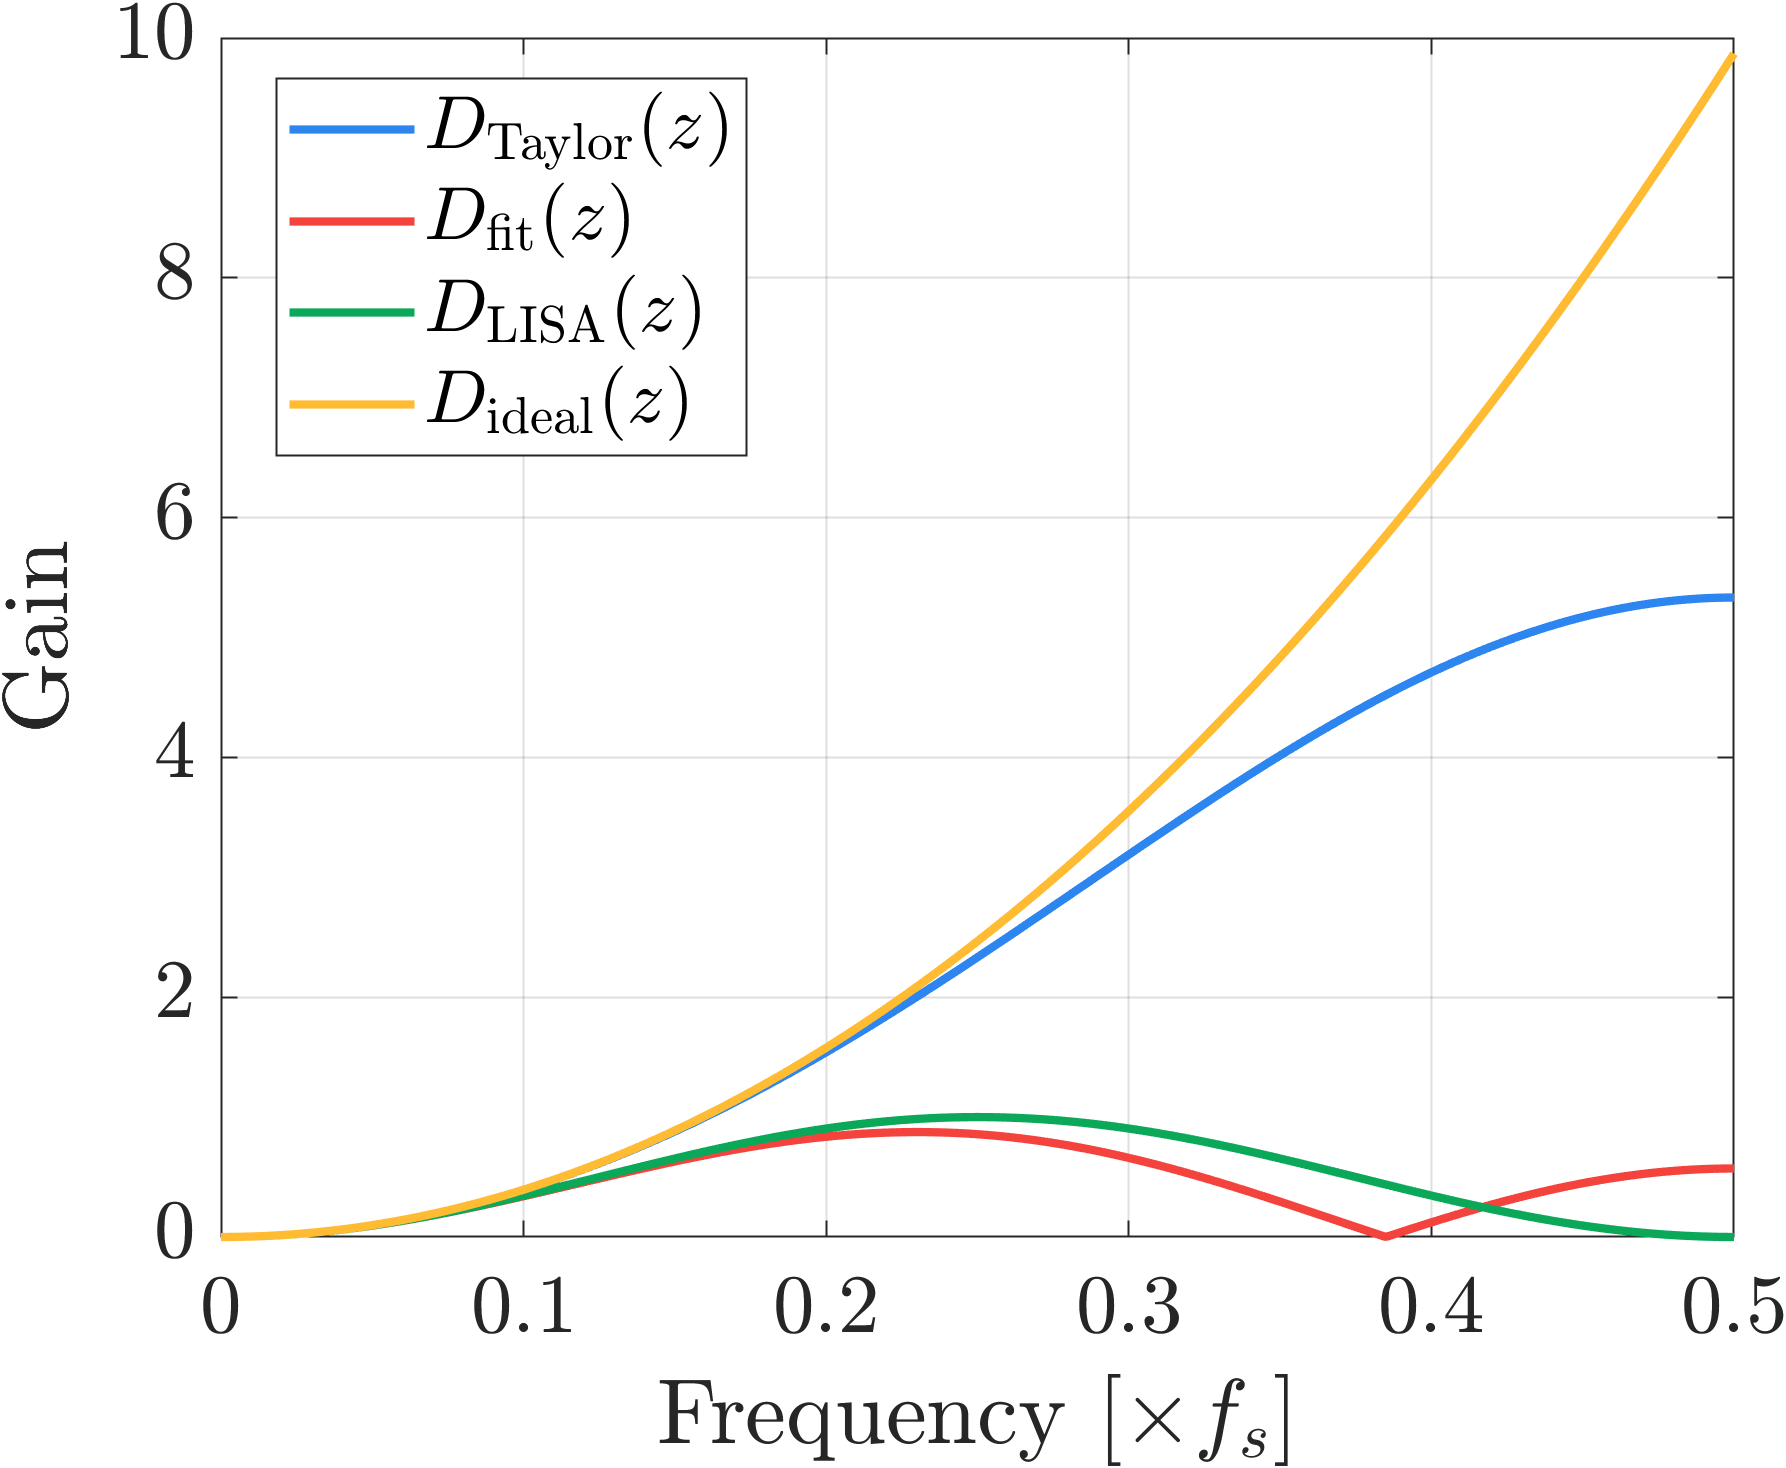 10
8
6
4
2
0
Gain
D_Taylor(z)
D_fit(z)
D_LISA(z)
D_ideal(z)
0 0.1 0.2 0.3 0.4 0.5
Frequency [×f_s]